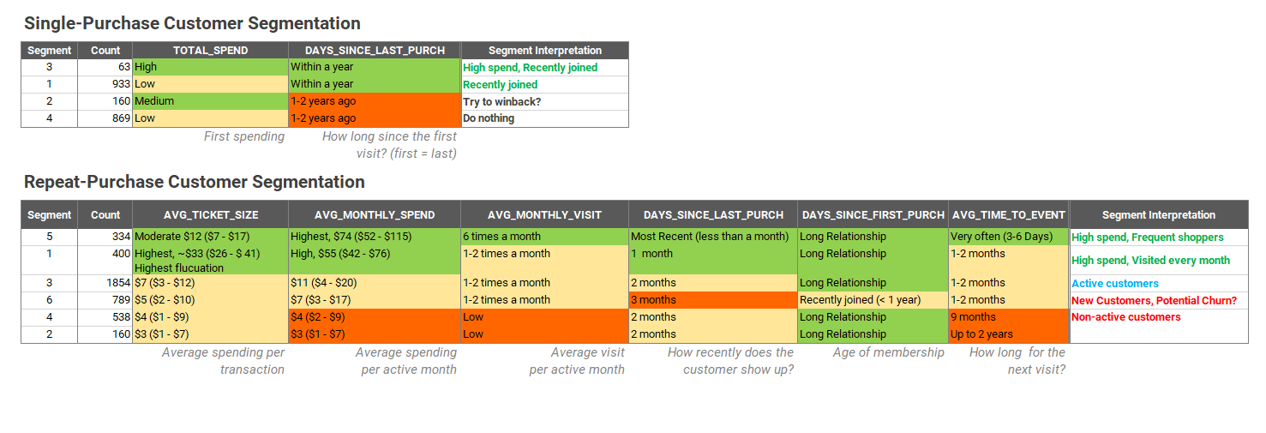 Single-Purchase Customer Segmentation
Segment Count TOTAL_SPEND DAYS_SINCE_LAST_PURCH Segment Interpretation
3 63 High Within a year High spend, Recently joined
1 933 Low Within a year Recently joined
2 160 Medium 1-2 years ago Try to winback?
4 869 Low 1-2 years ago Do nothing
First spending How long since the first
visit? (first = last)
Repeat-Purchase Customer Segmentation
Segment Count AVG_TICKET_SIZE AVG_MONTHLY_SPEND AVG_MONTHLY_VISIT DAYS_SINCE_LAST_PURCH DAYS_SINCE_FIRST_PURCH AVG_TIME_TO_EVENT Segment Interpretation
5 334 Moderate $12 ($7 - $17) Highest, $74 ($52 - $115) 6 times a month Most Recent (less than a month) Long Relationship Very often (3-6 Days) High spend, Frequent shoppers
1 400 Highest, ~$33 ($26 - $ 41) High, $55 ($42 - $76) 1-2 times a month 1 month Long Relationship 1-2 months High spend, Visited every month
Highest flucuation
3 1854 $7 ($3 - $12) $11 ($4 - $20) 1-2 times a month 2 months Long Relationship 1-2 months Active customers
6 789 $5 ($2 - $10) $7 ($3 - $17) 1-2 times a month 3 months Recently joined (< 1 year) 1-2 months New Customers, Potential Churn?
4 538 $4 ($1 - $9) $4 ($2 - $9) Low 2 months Long Relationship 9 months Non-active customers
2 160 $3 ($1 - $7) $3 ($1 - $7) Low 2 months Long Relationship Up to 2 years
Average spending per Average spending Average visit How recently does the Age of membership How long for the
transaction per active month per active month customer show up? next visit?